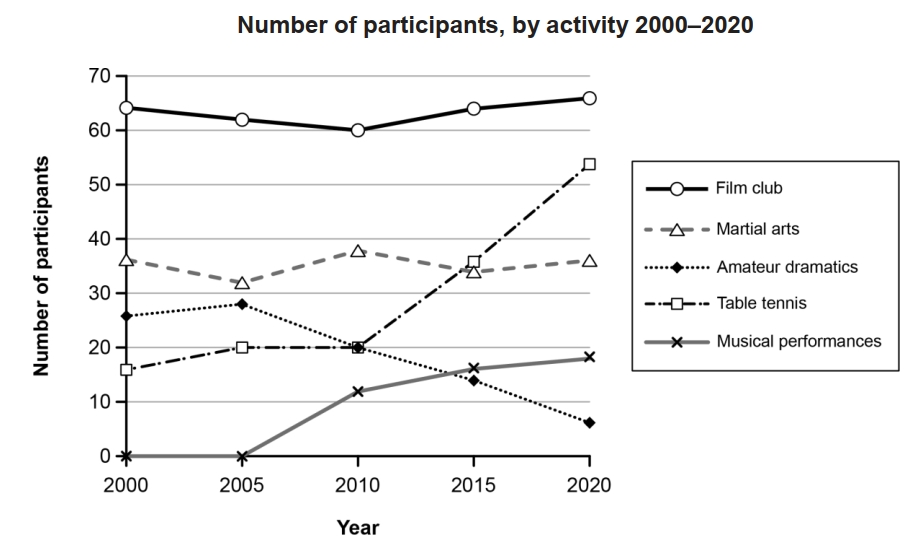 Number of participants, by activity 2000–2020
Number of participants
70
60
50
40
30
20
10
0
2000 2005 2010 2015 2020
Year
Film club
Martial arts
Amateur dramatics
Table tennis
Musical performances